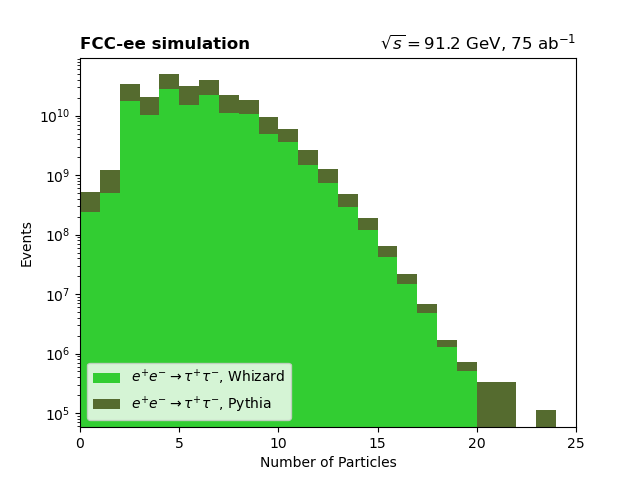 FCC-ee simulation
√s = 91.2 GeV, 75 ab⁻¹
Events
10¹⁰
10⁹
10⁸
10⁷
10⁶
10⁵
e⁺e⁻ → τ⁺τ⁻, Whizard
e⁺e⁻ → τ⁺τ⁻, Pythia
0 5 10 15 20 25
Number of Particles